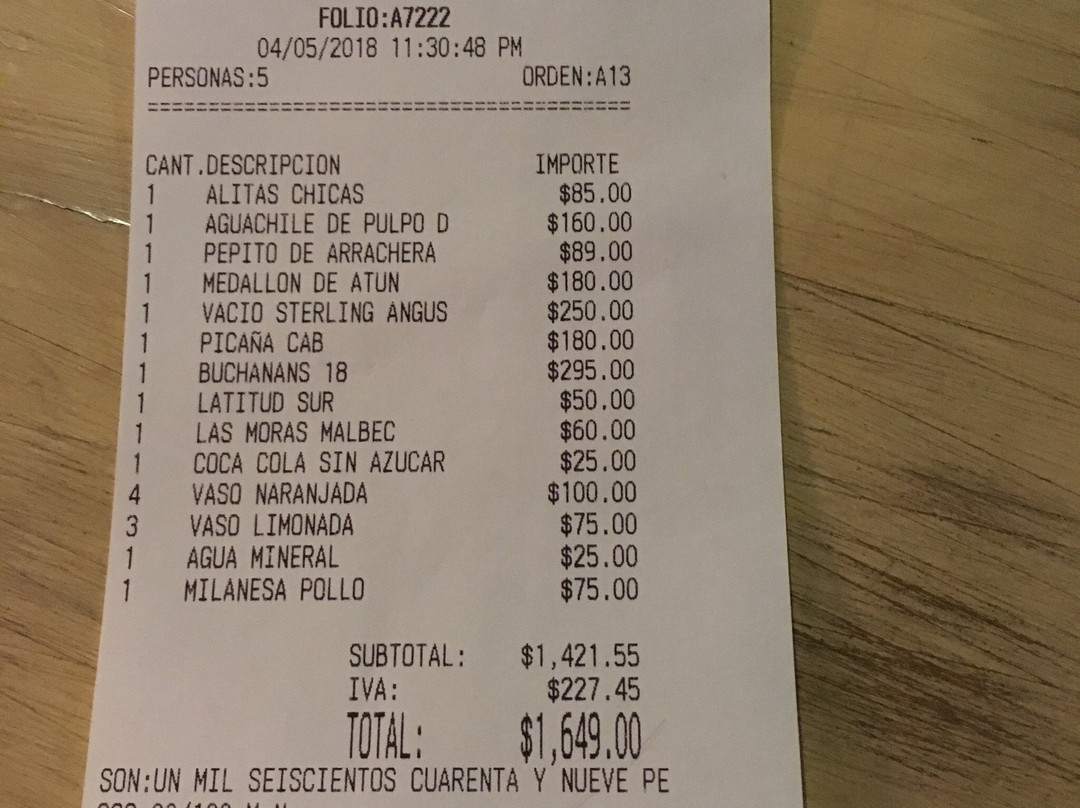 FOLIO:A7222
04/05/2018 11:30:48 PM
PERSONAS:5 ORDEN:A13
========================================
CANT.DESCRIPCION IMPORTE
1 ALITAS CHICAS $85.00
1 AGUACHILE DE PULPO D $160.00
1 PEPITO DE ARRACHERA $89.00
1 MEDALLON DE ATUN $180.00
1 VACIO STERLING ANGUS $250.00
1 PICAÑA CAB $180.00
1 BUCHANANS 18 $295.00
1 LATITUD SUR $50.00
1 LAS MORAS MALBEC $60.00
1 COCA COLA SIN AZUCAR $25.00
4 VASO NARANJADA $100.00
3 VASO LIMONADA $75.00
1 AGUA MINERAL $25.00
1 MILANESA POLLO $75.00
SUBTOTAL: $1,421.55
IVA: $227.45
TOTAL: $1,649.00
SON:UN MIL SEISCIENTOS CUARENTA Y NUEVE PE